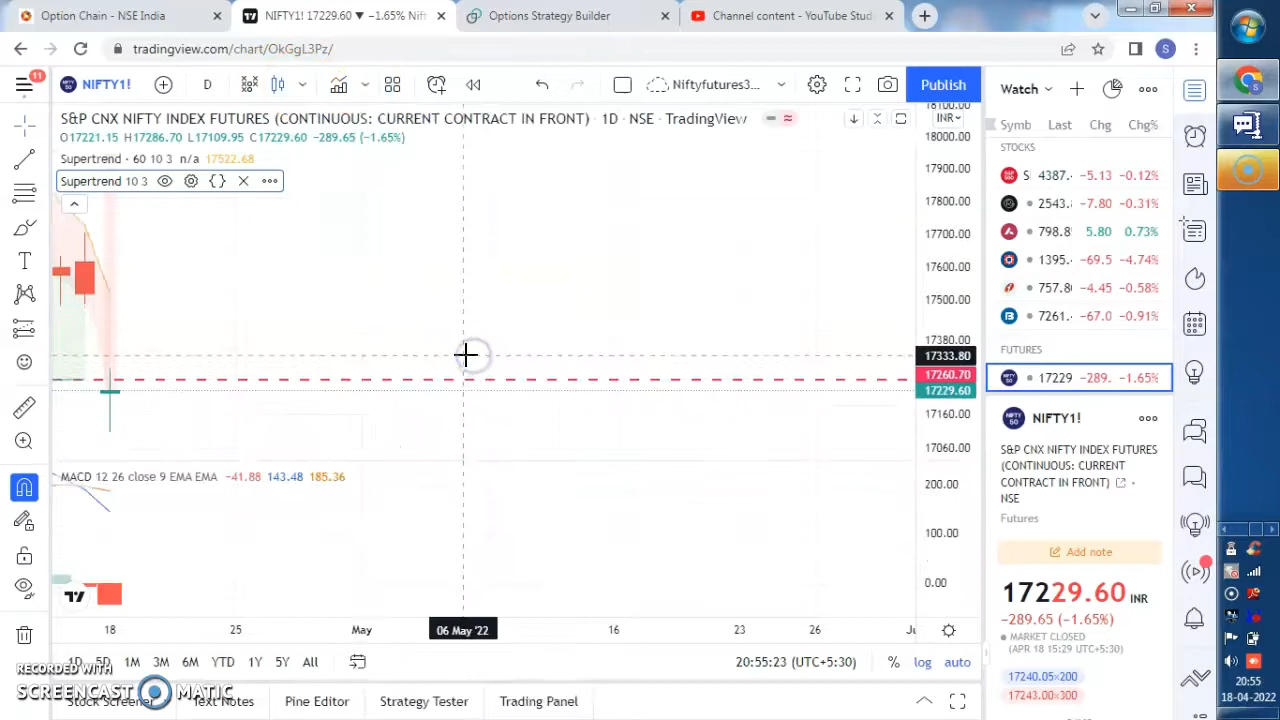 Option Chain - NSE India
NIFTY1! 17229.60 ▼ −1.65% Nift
Options Strategy Builder
Channel content - YouTube Stud
tradingview.com/chart/OkGgL3Pz/
S
11
NIFTY1!
D
Niftyfutures3...
Publish
Watch
S&P CNX NIFTY INDEX FUTURES (CONTINUOUS: CURRENT CONTRACT IN FRONT) · 1D · NSE · TradingView
O17221.15 H17286.70 L17109.95 C17229.60 −289.65 (−1.65%)
Supertrend · 60 10 3 n/a 17522.68
Supertrend 10 3
MACD 12 26 close 9 EMA EMA −41.88 143.48 185.36
18100.00
INR
18000.00
17900.00
17800.00
17700.00
17600.00
17500.00
17380.00
17333.80
17260.70
17229.60
17160.00
17060.00
200.00
100.00
0.00
18
25
May
06 May '22
16
23
26
1D 5D 1M 3M 6M YTD 1Y 5Y All
20:55:23 (UTC+5:30)
% log auto
Stock Screener
Text Notes
Pine Editor
Strategy Tester
Trading Panel
Symb Last Chg Chg%
STOCKS
S 4387.4 −5.13 −0.12%
2543. −7.80 −0.31%
798.8 5.80 0.73%
1395. −69.5 −4.74%
757.80 −4.45 −0.58%
7261. −67.0 −0.91%
FUTURES
17229 −289. −1.65%
NIFTY1!
S&P CNX NIFTY INDEX FUTURES
(CONTINUOUS: CURRENT
CONTRACT IN FRONT)
NSE
Futures
Add note
17229.60 INR
−289.65 (−1.65%)
MARKET CLOSED
(APR 18 15:29 UTC+5:30)
17240.05×200
17243.00×300
20:55
18-04-2022
RECORDED WITH
SCREENCAST MATIC